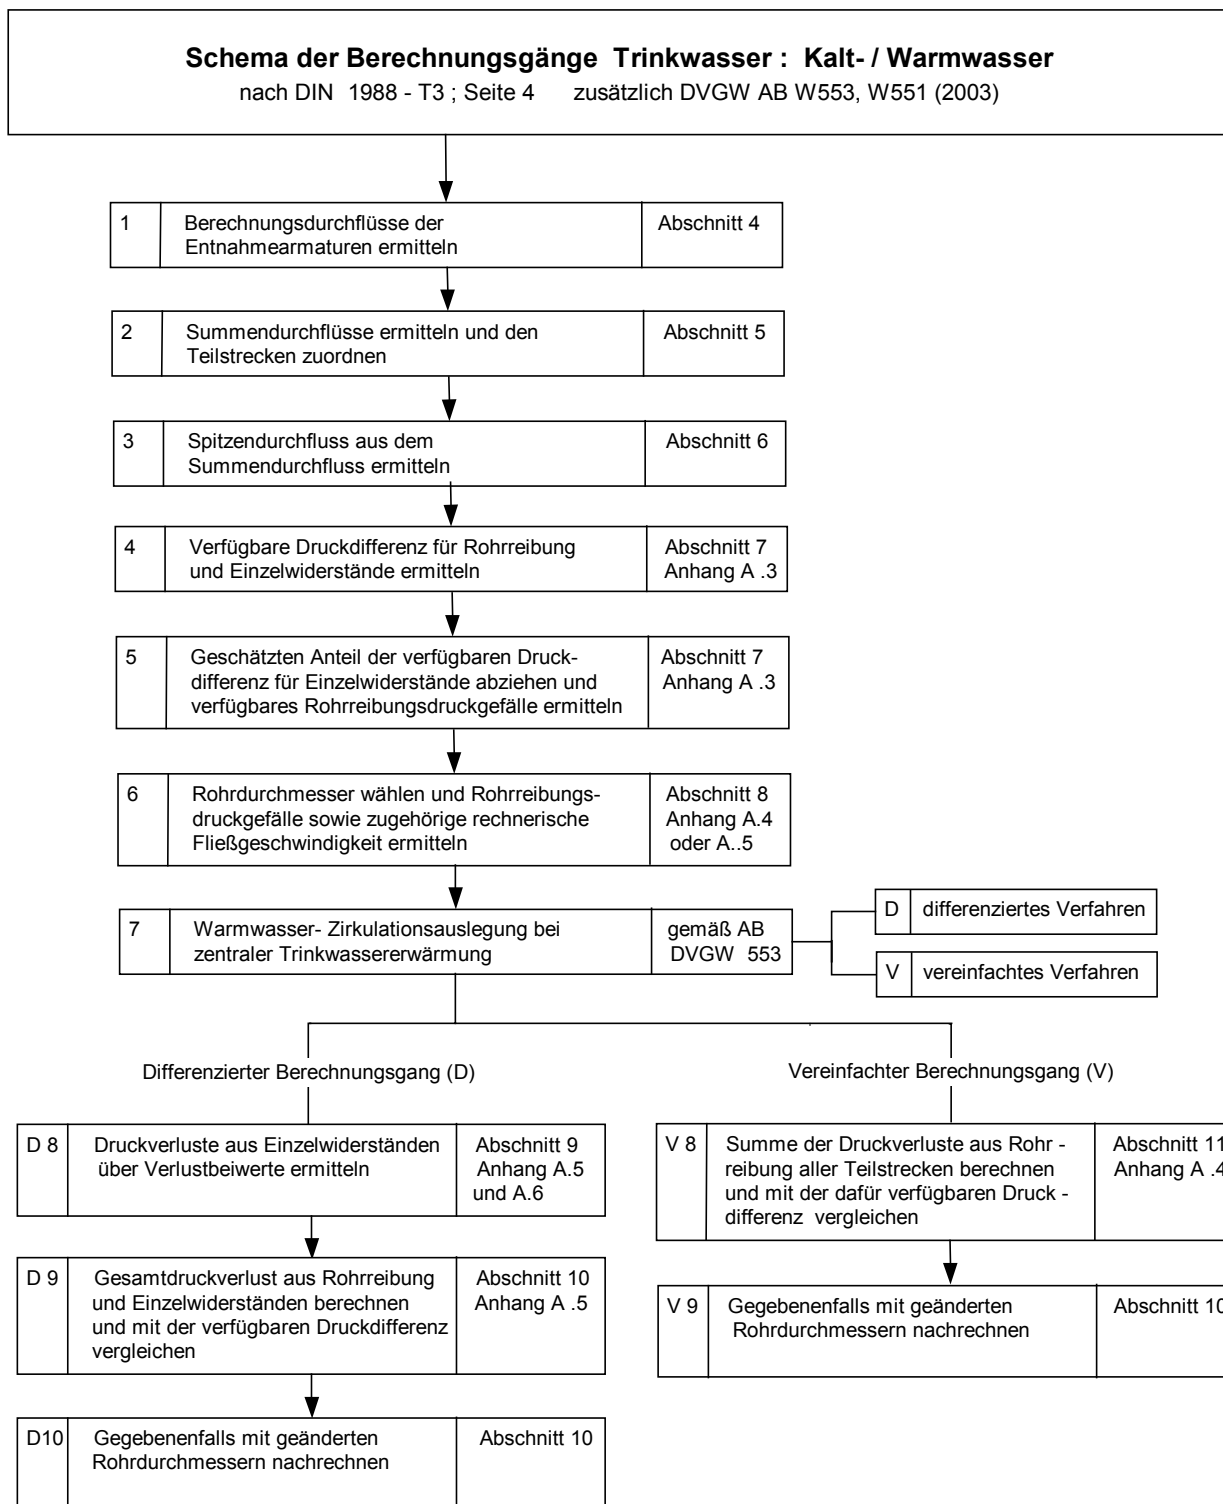 Schema der Berechnungsgänge Trinkwasser : Kalt- / Warmwasser
nach DIN 1988 - T3 ; Seite 4 zusätzlich DVGW AB W553, W551 (2003)
1 Berechnungsdurchflüsse der Abschnitt 4
Entnahmearmaturen ermitteln
2 Summendurchflüsse ermitteln und den Abschnitt 5
Teilstrecken zuordnen
3 Spitzendurchfluss aus dem Abschnitt 6
Summendurchfluss ermitteln
4 Verfügbare Druckdifferenz für Rohrreibung Abschnitt 7
und Einzelwiderstände ermitteln Anhang A .3
5 Geschätzten Anteil der verfügbaren Druck- Abschnitt 7
differenz für Einzelwiderstände abziehen und Anhang A .3
verfügbares Rohrreibungsdruckgefälle ermitteln
6 Rohrdurchmesser wählen und Rohrreibungs- Abschnitt 8
druckgefälle sowie zugehörige rechnerische Anhang A.4
Fließgeschwindigkeit ermitteln oder A..5
7 Warmwasser- Zirkulationsauslegung bei gemäß AB
zentraler Trinkwassererwärmung DVGW 553
D differenziertes Verfahren
V vereinfachtes Verfahren
Differenzierter Berechnungsgang (D)
D 8 Druckverluste aus Einzelwiderständen Abschnitt 9
über Verlustbeiwerte ermitteln Anhang A.5
und A.6
D 9 Gesamtdruckverlust aus Rohrreibung Abschnitt 10
und Einzelwiderständen berechnen Anhang A .5
und mit der verfügbaren Druckdifferenz
vergleichen
D10 Gegebenenfalls mit geänderten Abschnitt 10
Rohrdurchmessern nachrechnen
Vereinfachter Berechnungsgang (V)
V 8 Summe der Druckverluste aus Rohr - Abschnitt 11
reibung aller Teilstrecken berechnen Anhang A .4
und mit der dafür verfügbaren Druck -
differenz vergleichen
V 9 Gegebenenfalls mit geänderten Abschnitt 10
Rohrdurchmessern nachrechnen